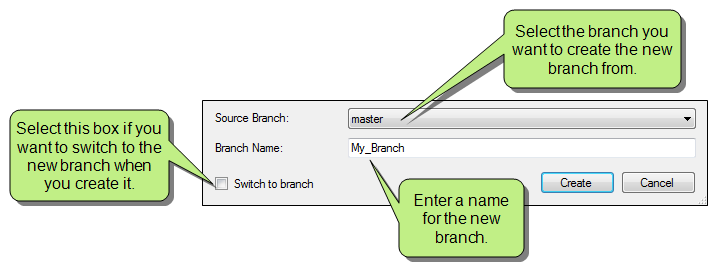 Select the branch you
want to create the new
branch from.
Source Branch:
master
Select this box if you
want to switch to the
new branch when
you create it.
Branch Name:
My_Branch
Switch to branch
Create
Cancel
Enter a name
for the new
branch.